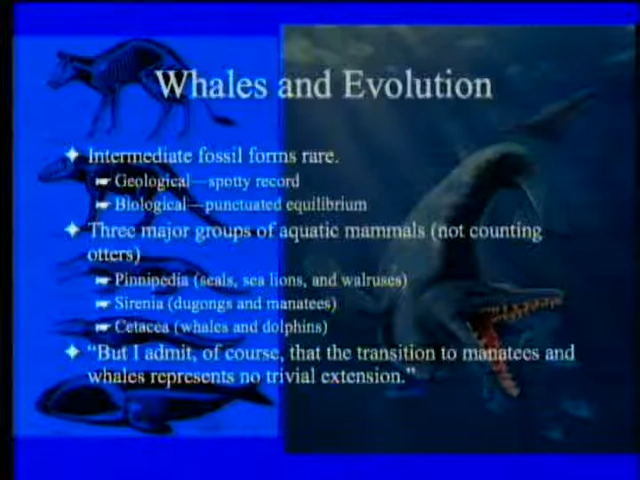 Whales and Evolution
Intermediate fossil forms rare.
Geological—spotty record
Biological—punctuated equilibrium
Three major groups of aquatic mammals (not counting
otters)
Pinnipedia (seals, sea lions, and walruses)
Sirenia (dugongs and manatees)
Cetacea (whales and dolphins)
“But I admit, of course, that the transition to manatees and
whales represents no trivial extension.”